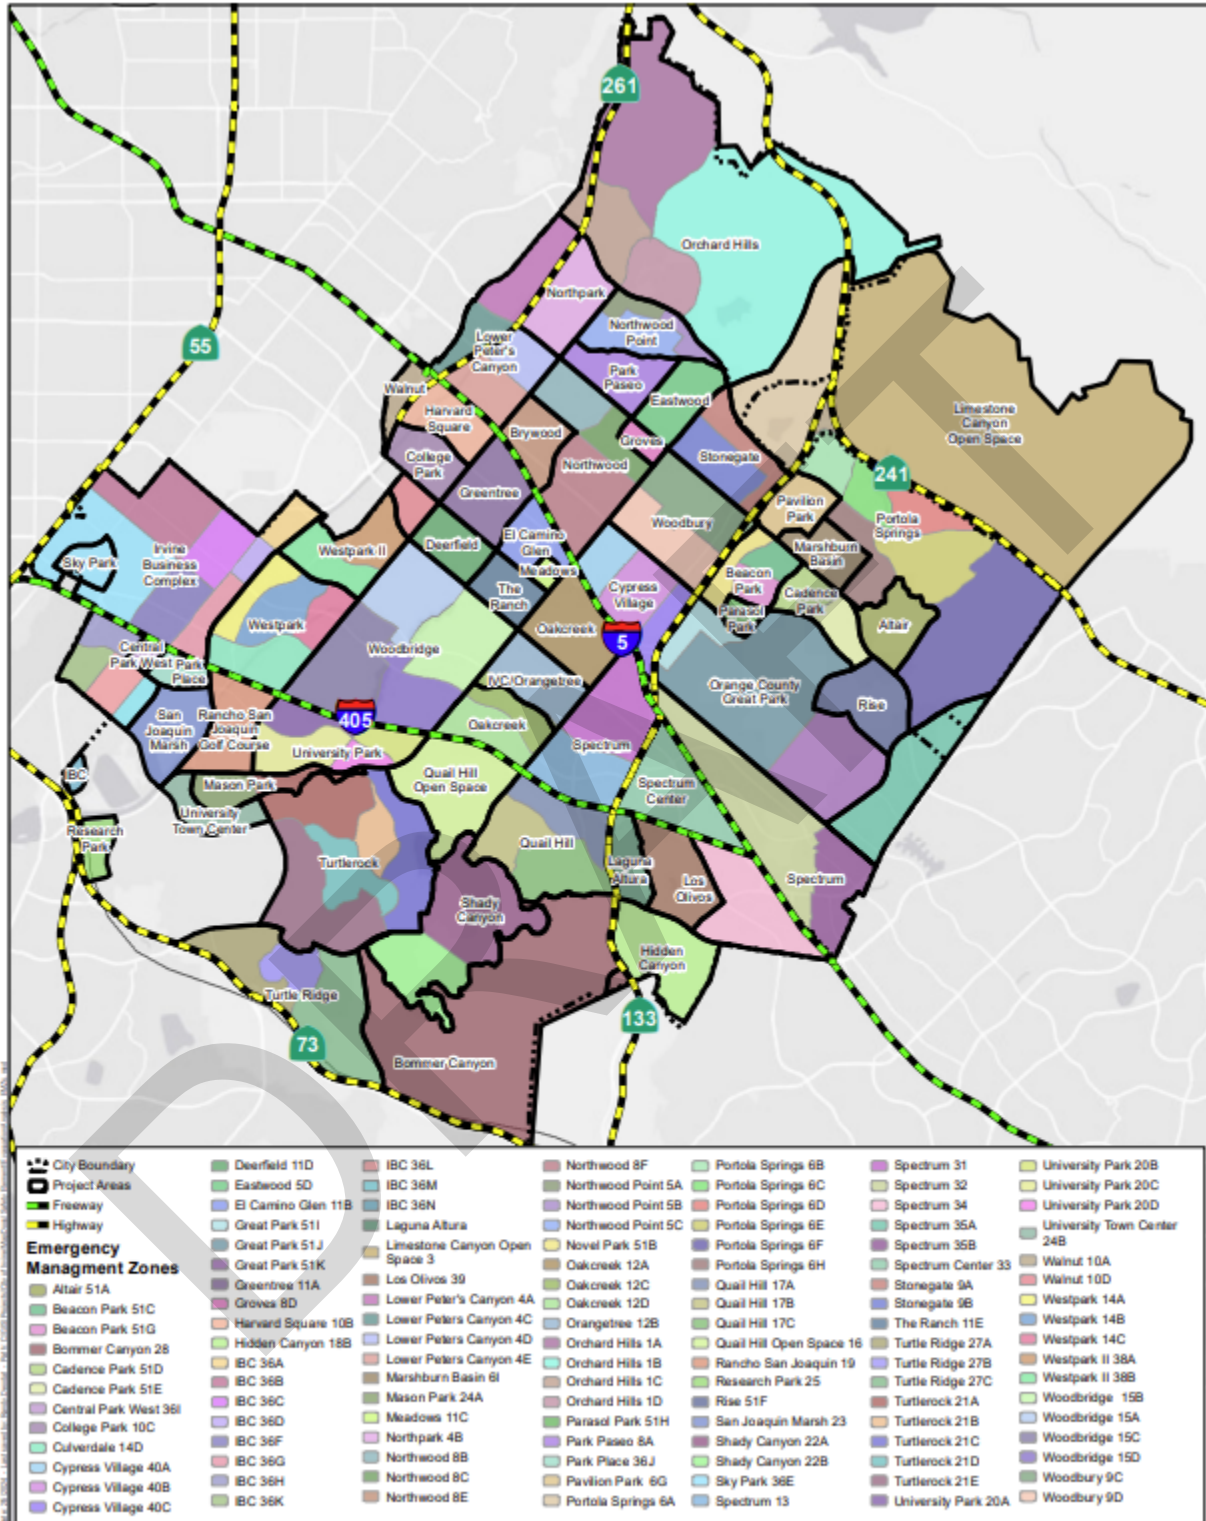 261
Orchard Hills
Northpark
Northwood
Point
55
Lower
Peter's
Canyon
Park
Paseo
Walnut
Eastwood
Harvard
Square
Limestone
Canyon
Open Space
Brywood
Groves
College
Park
Northwood
Stonegate
241
Greentree
Pavilion
Park
Portola
Springs
Woodbury
El Camino
Glen
Westpark II
Deerfield
Irvine
Business
Complex
Sky Park
Marshburn
Basin
Meadows
Beacon
Park
The
Ranch
Cypress
Village
Cadence
Park
Parasol
Park
Westpark
Oakcreek
Altair
5
Woodbridge
Central
Park West
Park
Place
IVC/Orangetree
Orange County
Great Park
Rise
San
Joaquin
Marsh
Rancho San
Joaquin
Golf Course
405
Oakcreek
Spectrum
University Park
IBC
Quail Hill
Open Space
Mason Park
Spectrum
Center
University
Town Center
Research
Park
Quail Hill
Turtlerock
Laguna
Altura
Los
Olivos
Spectrum
Shady
Canyon
Hidden
Canyon
Turtle Ridge
133
73
Bommer Canyon
DRAFT
City Boundary
Project Areas
Freeway
Highway
Emergency
Managment Zones
Altair 51A
Beacon Park 51C
Beacon Park 51G
Bommer Canyon 28
Cadence Park 51D
Cadence Park 51E
Central Park West 36I
College Park 10C
Culverdale 14D
Cypress Village 40A
Cypress Village 40B
Cypress Village 40C
Deerfield 11D
Eastwood 5D
El Camino Glen 11B
Great Park 51I
Great Park 51J
Great Park 51K
Greentree 11A
Groves 8D
Harvard Square 10B
Hidden Canyon 18B
IBC 36A
IBC 36B
IBC 36C
IBC 36D
IBC 36F
IBC 36G
IBC 36H
IBC 36K
IBC 36L
IBC 36M
IBC 36N
Laguna Altura
Limestone Canyon Open
Space 3
Los Olivos 39
Lower Peter's Canyon 4A
Lower Peters Canyon 4C
Lower Peters Canyon 4D
Lower Peters Canyon 4E
Marshburn Basin 6I
Mason Park 24A
Meadows 11C
Northpark 4B
Northwood 8B
Northwood 8C
Northwood 8E
Northwood 8F
Northwood Point 5A
Northwood Point 5B
Northwood Point 5C
Novel Park 51B
Oakcreek 12A
Oakcreek 12C
Oakcreek 12D
Orangetree 12B
Orchard Hills 1A
Orchard Hills 1B
Orchard Hills 1C
Orchard Hills 1D
Parasol Park 51H
Park Paseo 8A
Park Place 36J
Pavilion Park 6G
Portola Springs 6A
Portola Springs 6B
Portola Springs 6C
Portola Springs 6D
Portola Springs 6E
Portola Springs 6F
Portola Springs 6H
Quail Hill 17A
Quail Hill 17B
Quail Hill 17C
Quail Hill Open Space 16
Rancho San Joaquin 19
Research Park 25
Rise 51F
San Joaquin Marsh 23
Shady Canyon 22A
Shady Canyon 22B
Sky Park 36E
Spectrum 13
Spectrum 31
Spectrum 32
Spectrum 34
Spectrum 35A
Spectrum 35B
Spectrum Center 33
Stonegate 9A
Stonegate 9B
The Ranch 11E
Turtle Ridge 27A
Turtle Ridge 27B
Turtle Ridge 27C
Turtlerock 21A
Turtlerock 21B
Turtlerock 21C
Turtlerock 21D
Turtlerock 21E
University Park 20A
University Park 20B
University Park 20C
University Park 20D
University Town Center
24B
Walnut 10A
Walnut 10D
Westpark 14A
Westpark 14B
Westpark 14C
Westpark II 38A
Westpark II 38B
Woodbridge 15B
Woodbridge 15A
Woodbridge 15C
Woodbridge 15D
Woodbury 9C
Woodbury 9D